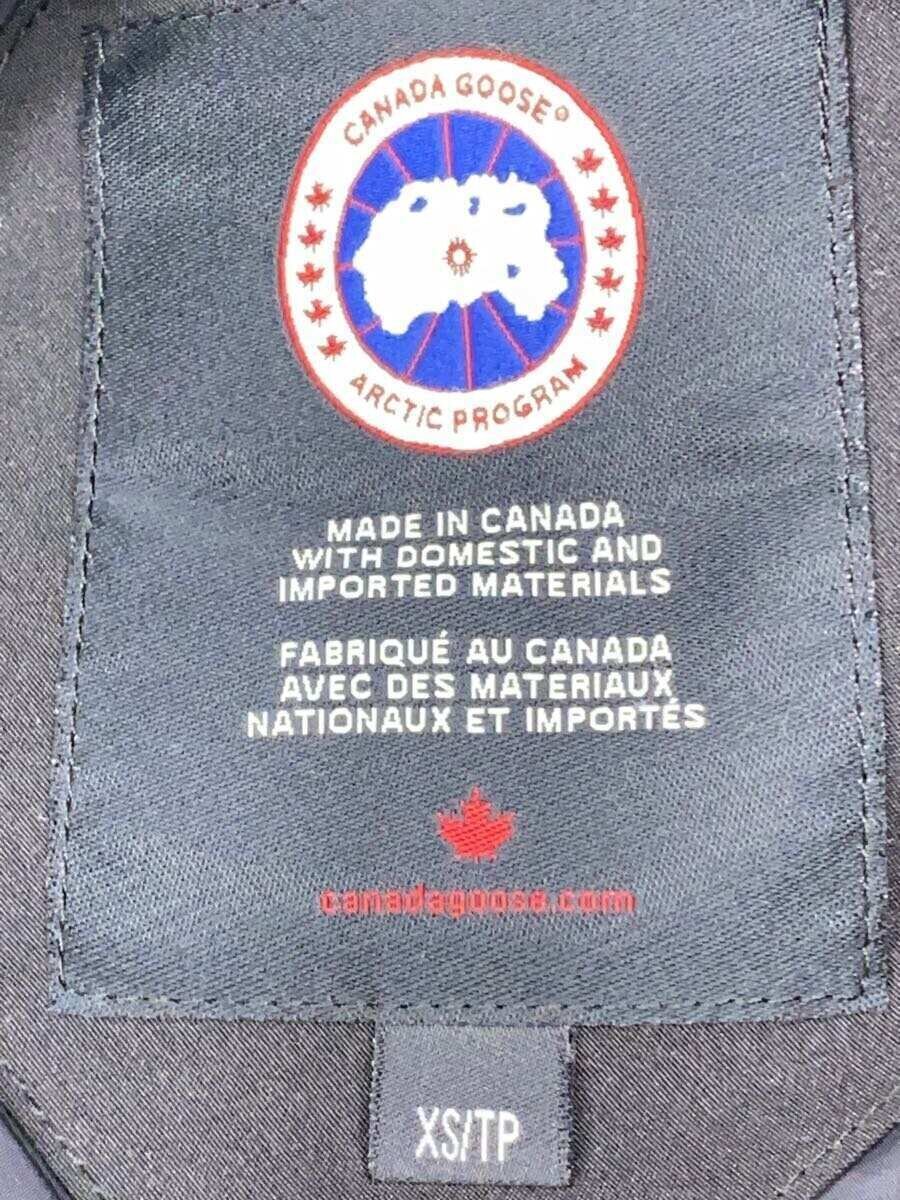 CANADA GOOSE®
ARCTIC PROGRAM
MADE IN CANADA
WITH DOMESTIC AND
IMPORTED MATERIALS
FABRIQUÉ AU CANADA
AVEC DES MATERIAUX
NATIONAUX ET IMPORTÉS
canadagoose.com
XS/TP